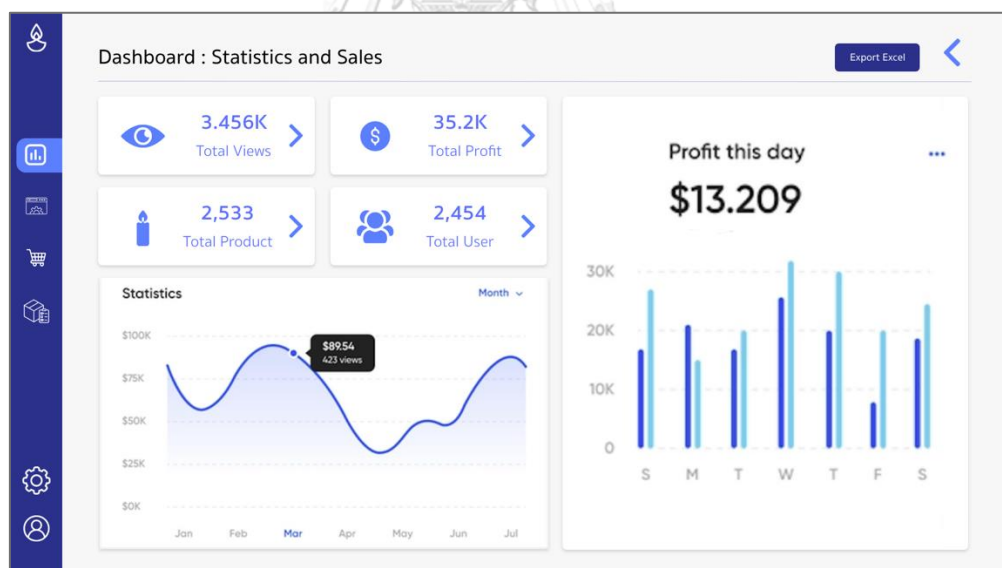 Dashboard : Statistics and Sales
Export Excel
3.456K
Total Views
35.2K
Total Profit
2,533
Total Product
2,454
Total User
Statistics
Month
$100K
$75K
$50K
$25K
$0K
$89.54
423 views
Jan Feb Mar Apr May Jun Jul
Profit this day
$13.209
30K
20K
10K
0
S M T W T F S